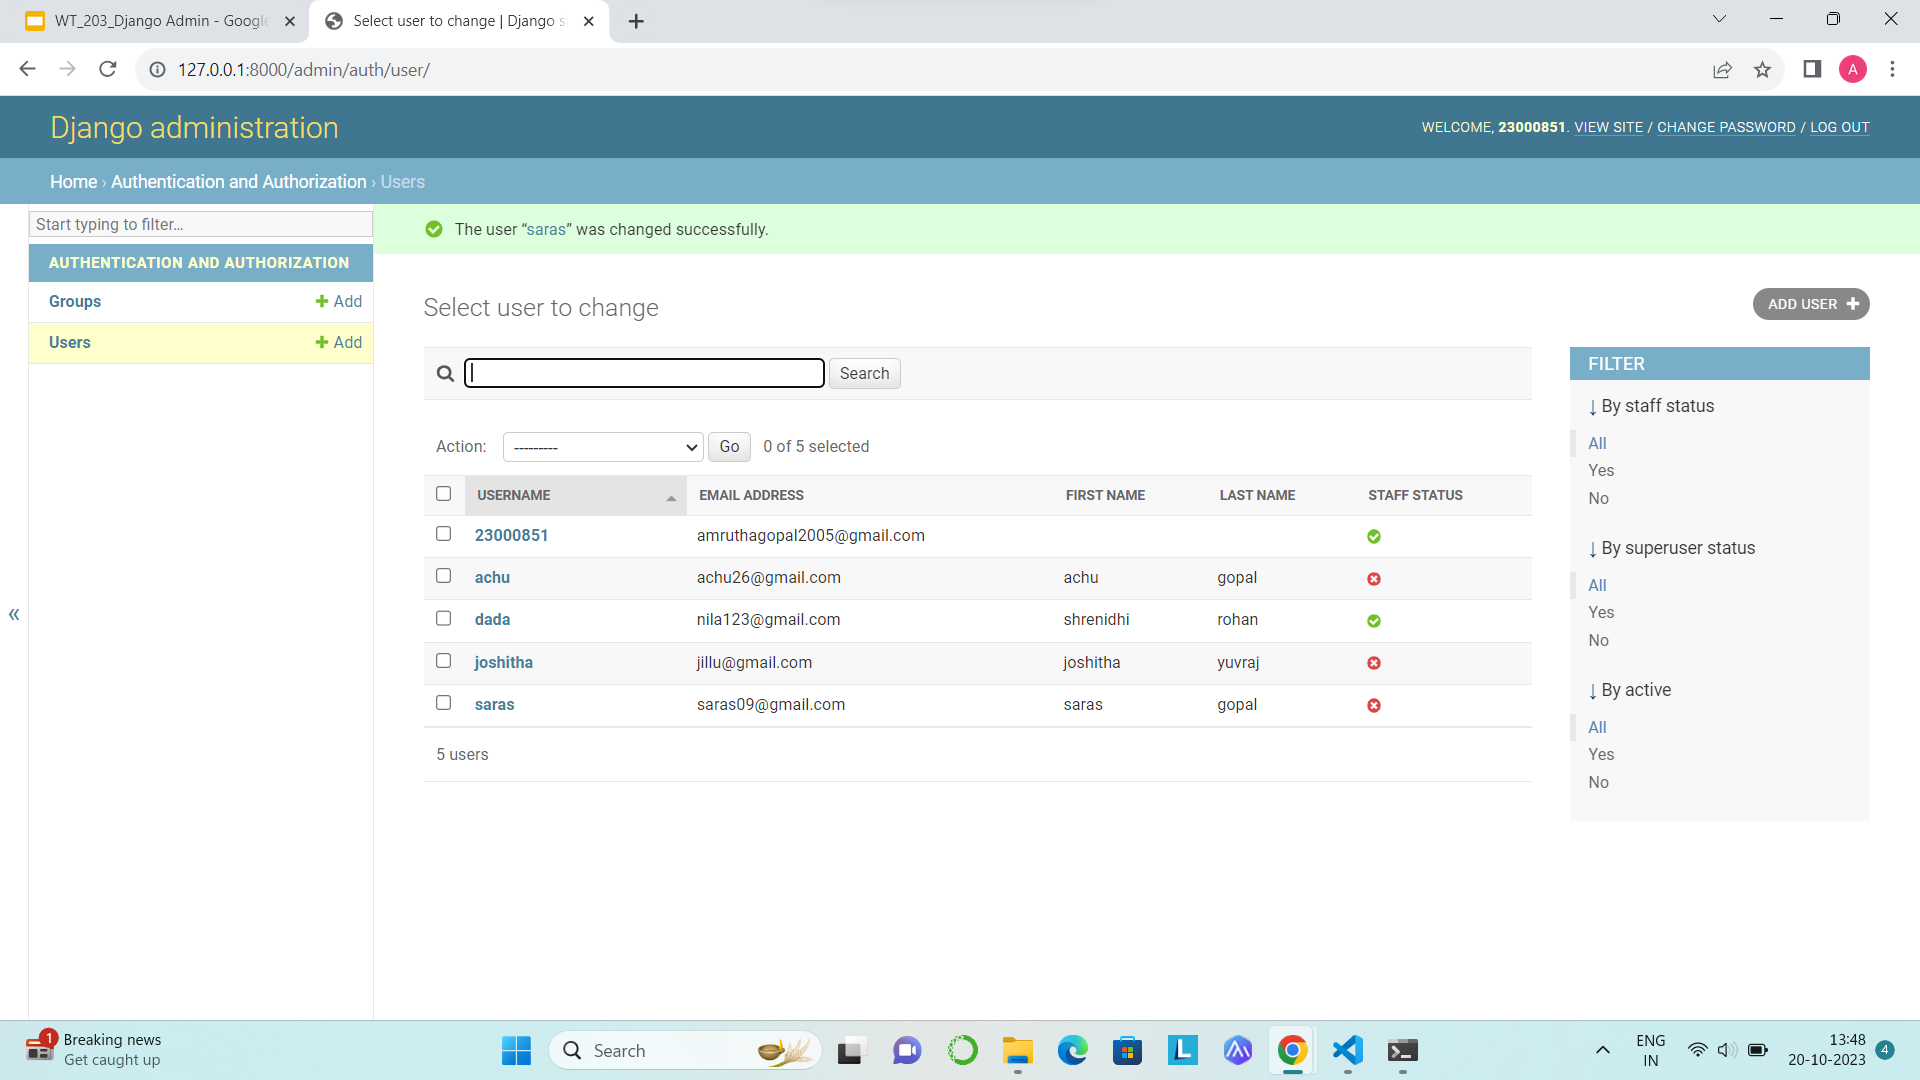 WT_203_Django Admin - Google
Select user to change | Django s
127.0.0.1:8000/admin/auth/user/
A
Django administration
WELCOME, 23000851. VIEW SITE / CHANGE PASSWORD / LOG OUT
Home › Authentication and Authorization › Users
Start typing to filter...
The user “saras” was changed successfully.
AUTHENTICATION AND AUTHORIZATION
Groups
Add
Users
Add
«
Select user to change
ADD USER
Search
Action:
---------
Go
0 of 5 selected
USERNAME EMAIL ADDRESS FIRST NAME LAST NAME STAFF STATUS
23000851 amruthagopal2005@gmail.com
achu achu26@gmail.com achu gopal
dada nila123@gmail.com shrenidhi rohan
joshitha jillu@gmail.com joshitha yuvraj
saras saras09@gmail.com saras gopal
5 users
FILTER
↓ By staff status
All
Yes
No
↓ By superuser status
All
Yes
No
↓ By active
All
Yes
No
1
Breaking news
Get caught up
Search
L
ENG
IN
13:48
20-10-2023
4